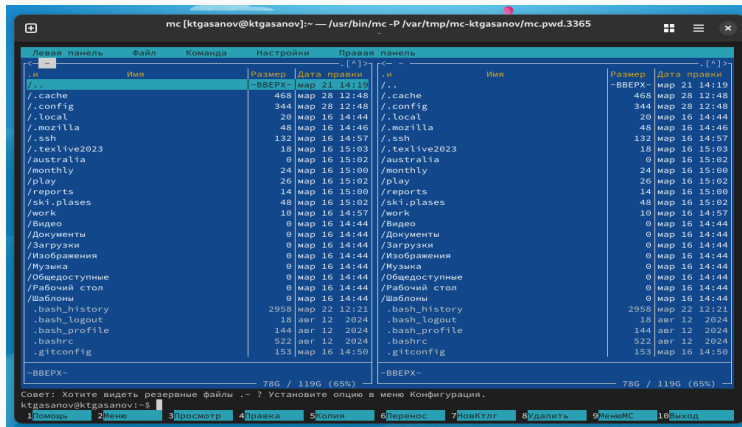 mc [ktgasanov@ktgasanov]:~ — /usr/bin/mc -P /var/tmp/mc-ktgasanov/mc.pwd.3365
~
Левая панель Файл Команда Настройки Правая панель
<— ~ .[^]> <— ~ .[^]>
.и Имя Размер Дата правки .и Имя Размер Дата правки
/.. -ВВЕРХ- мар 21 14:19 /.. -ВВЕРХ- мар 21 14:19
/.cache 468 мар 28 12:48 /.cache 468 мар 28 12:48
/.config 344 мар 28 12:48 /.config 344 мар 28 12:48
/.local 20 мар 16 14:44 /.local 20 мар 16 14:44
/.mozilla 48 мар 16 14:46 /.mozilla 48 мар 16 14:46
/.ssh 132 мар 16 14:57 /.ssh 132 мар 16 14:57
/.texlive2023 18 мар 16 15:03 /.texlive2023 18 мар 16 15:03
/australia 0 мар 16 15:02 /australia 0 мар 16 15:02
/monthly 24 мар 16 15:00 /monthly 24 мар 16 15:00
/play 26 мар 16 15:02 /play 26 мар 16 15:02
/reports 14 мар 16 15:00 /reports 14 мар 16 15:00
/ski.plases 48 мар 16 15:02 /ski.plases 48 мар 16 15:02
/work 10 мар 16 14:57 /work 10 мар 16 14:57
/Видео 0 мар 16 14:44 /Видео 0 мар 16 14:44
/Документы 0 мар 16 14:44 /Документы 0 мар 16 14:44
/Загрузки 0 мар 16 14:44 /Загрузки 0 мар 16 14:44
/Изображения 0 мар 16 14:44 /Изображения 0 мар 16 14:44
/Музыка 0 мар 16 14:44 /Музыка 0 мар 16 14:44
/Общедоступные 0 мар 16 14:44 /Общедоступные 0 мар 16 14:44
/Рабочий стол 0 мар 16 14:44 /Рабочий стол 0 мар 16 14:44
/Шаблоны 0 мар 16 14:44 /Шаблоны 0 мар 16 14:44
.bash_history 2958 мар 22 12:21 .bash_history 2958 мар 22 12:21
.bash_logout 18 авг 12 2024 .bash_logout 18 авг 12 2024
.bash_profile 144 авг 12 2024 .bash_profile 144 авг 12 2024
.bashrc 522 авг 12 2024 .bashrc 522 авг 12 2024
.gitconfig 153 мар 16 14:50 .gitconfig 153 мар 16 14:50
-ВВЕРХ- -ВВЕРХ-
78G / 119G (65%) 78G / 119G (65%)
Совет: Хотите видеть резервные файлы .~ ? Установите опцию в меню Конфигурация.
ktgasanov@ktgasanov:~$
1Помощь 2Меню 3Просмотр 4Правка 5Копия 6Перенос 7НовКтлг 8Удалить 9МенюMC 10Выход